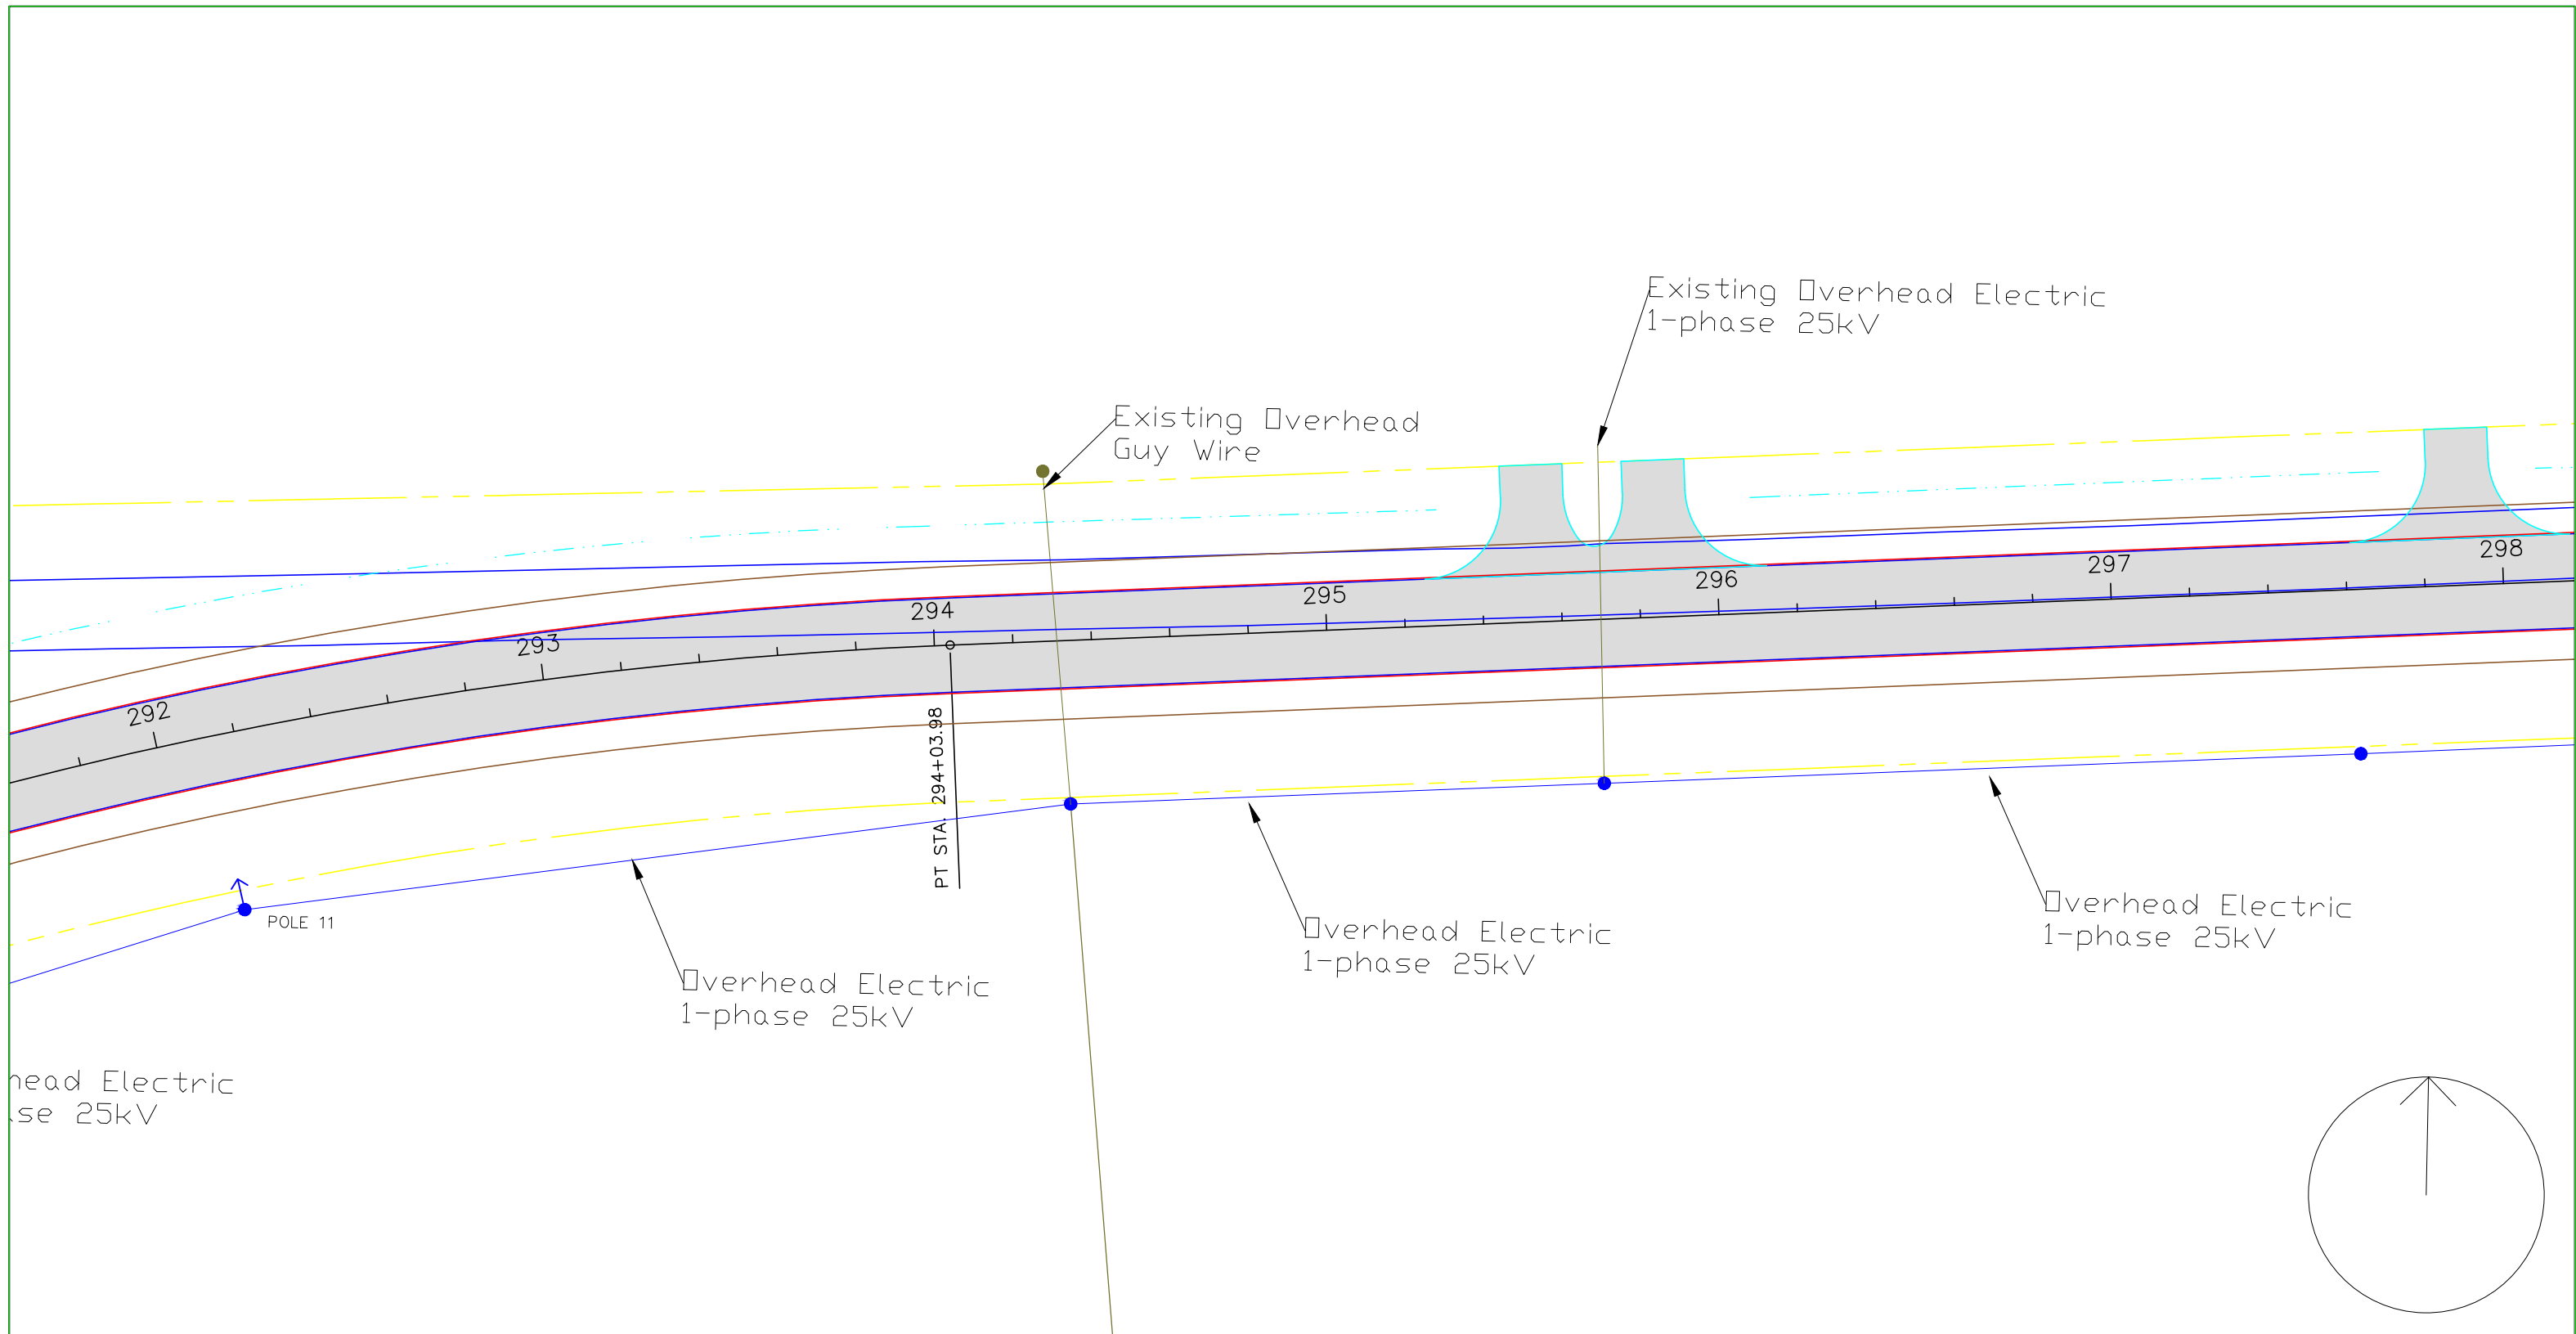 Existing Overhead Electric
1-phase 25kV
Existing Overhead
Guy Wire
298
297
296
295
294
293
292
PT STA. 294+03.98
POLE 11
Overhead Electric
1-phase 25kV
Overhead Electric
1-phase 25kV
Overhead Electric
1-phase 25kV
head Electric
se 25kV